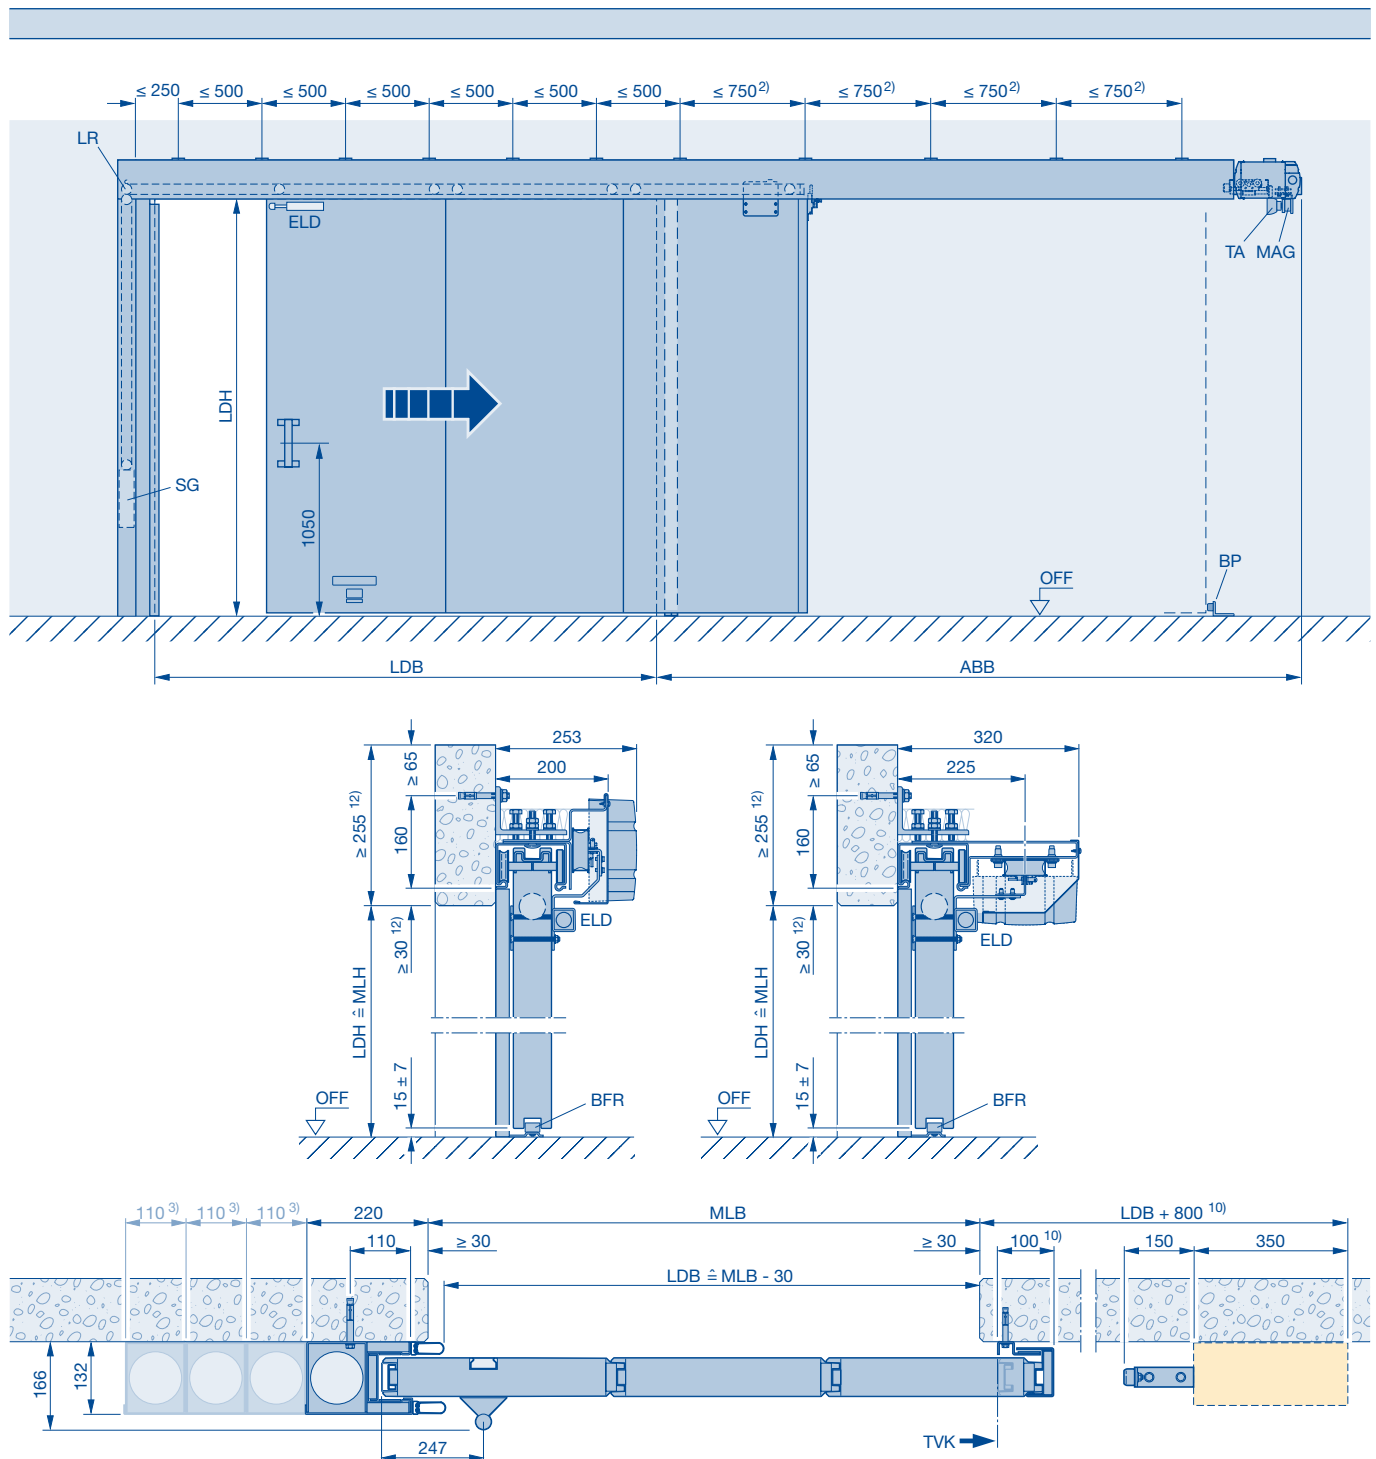 ≤ 250 ≤ 500 ≤ 500 ≤ 500 ≤ 500 ≤ 500 ≤ 500 ≤ 750 2) ≤ 750 2) ≤ 750 2) ≤ 750 2)
LR
ELD
TA MAG
LDH
SG
1050
OFF
BP
LDB
ABB
≥ 65
253
200
≥ 255 12)
160
ELD
≥ 30 12)
LDH ≙ MLH
15 ± 7
OFF
BFR
≥ 65
320
225
≥ 255 12)
160
ELD
≥ 30 12)
LDH ≙ MLH
15 ± 7
OFF
BFR
110 3) 110 3) 110 3) 220 MLB LDB + 800 10)
110 ≥ 30 ≥ 30 100 10) 150 350
LDB ≙ MLB - 30
166
132
247
TVK